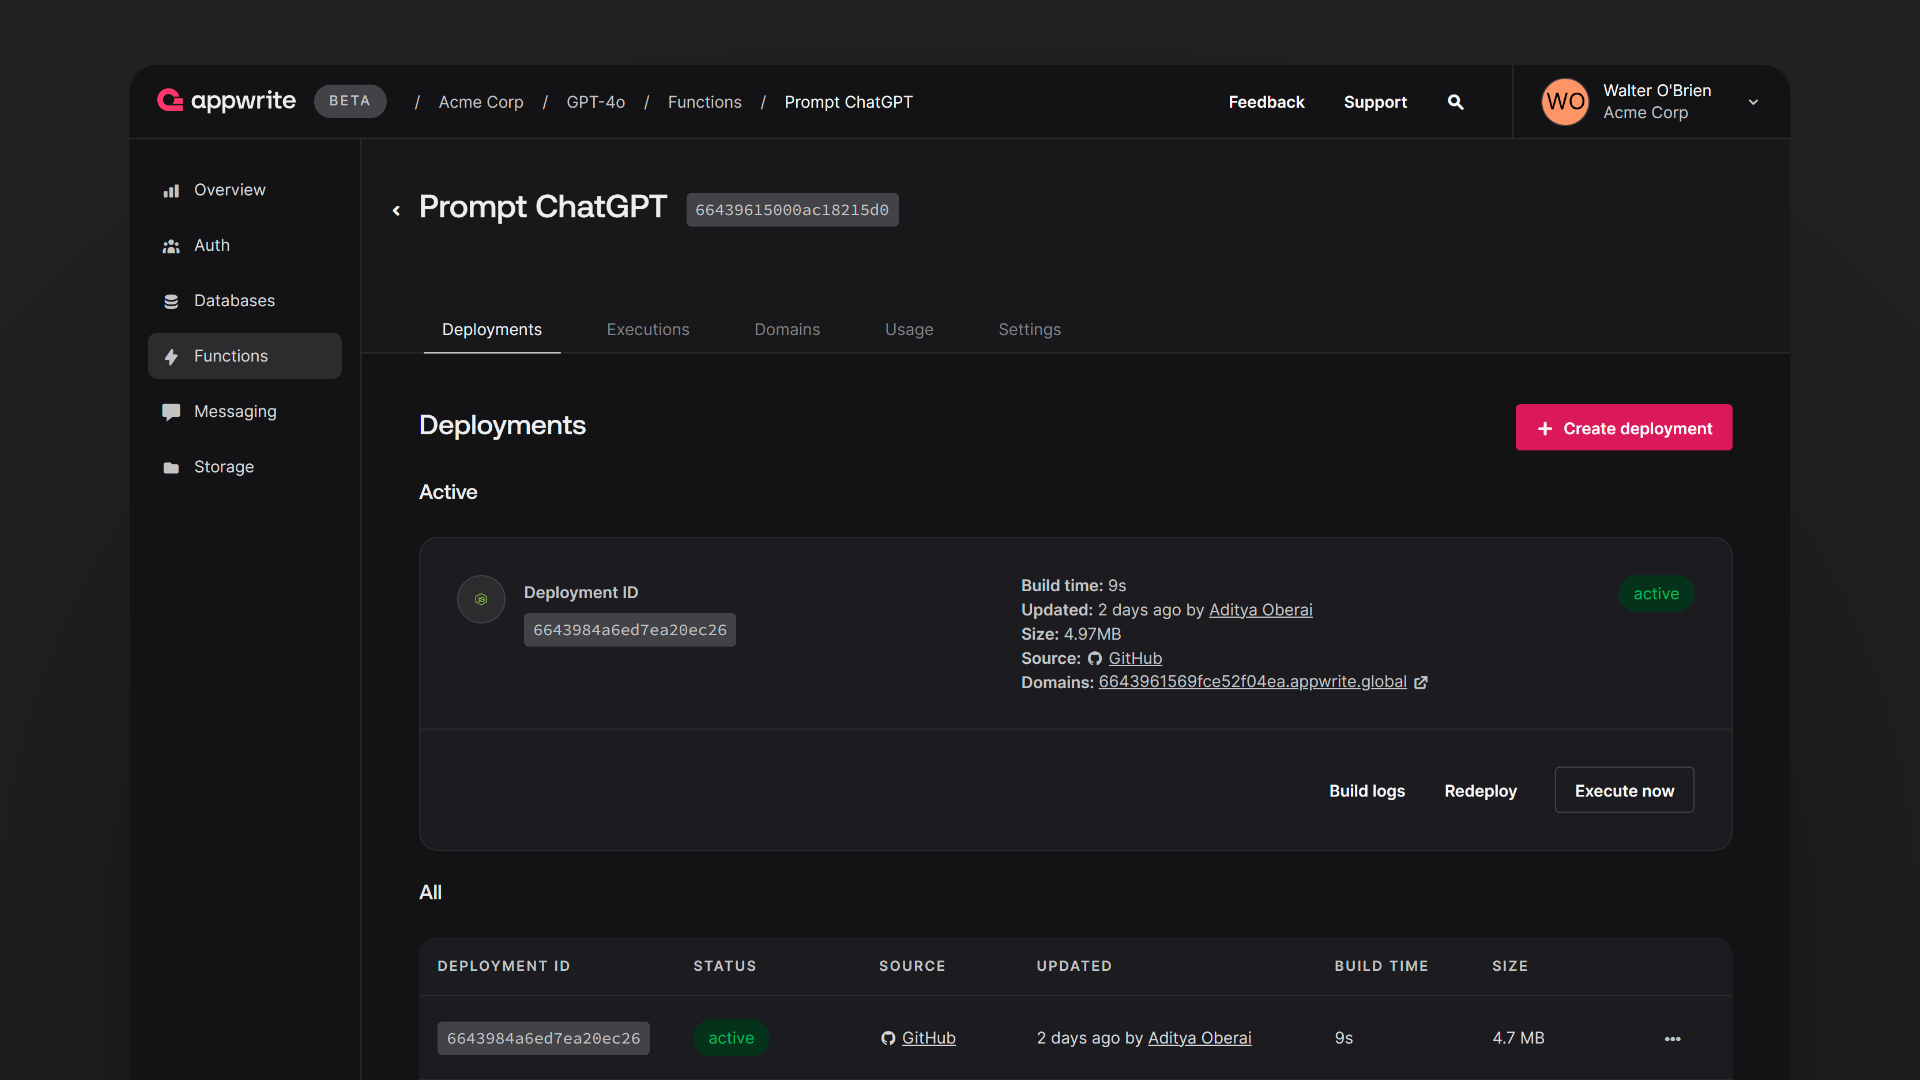 appwrite BETA / Acme Corp / GPT-4o / Functions / Prompt ChatGPT Feedback Support WO Walter O'Brien
Acme Corp
Overview
Auth
Databases
Functions
Messaging
Storage
Prompt ChatGPT 66439615000ac18215d0
Deployments Executions Domains Usage Settings
Deployments
+ Create deployment
Active
Deployment ID
6643984a6ed7ea20ec26
Build time: 9s
Updated: 2 days ago by Aditya Oberai
Size: 4.97MB
Source: GitHub
Domains: 6643961569fce52f04ea.appwrite.global
active
Build logs Redeploy Execute now
All
DEPLOYMENT ID STATUS SOURCE UPDATED BUILD TIME SIZE
6643984a6ed7ea20ec26 active GitHub 2 days ago by Aditya Oberai 9s 4.7 MB